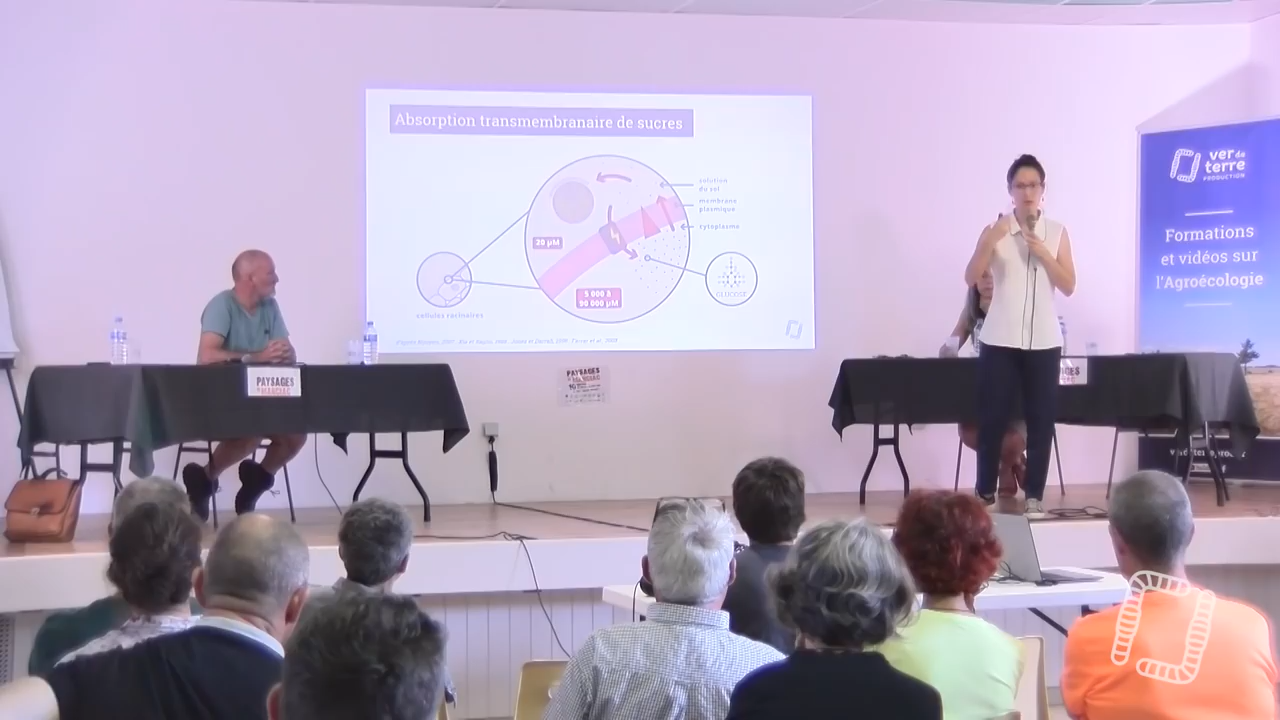 Absorption transmembranaire de sucres
solution
du sol
membrane
plasmique
cytoplasme
20 µM
5 000 à
90 000 µM
GLUCOSE
cellules racinaires
PAYSAGES
PAYSAGES
ver de
terre
PRODUCTION
Formations
et vidéos sur
l'Agroécologie